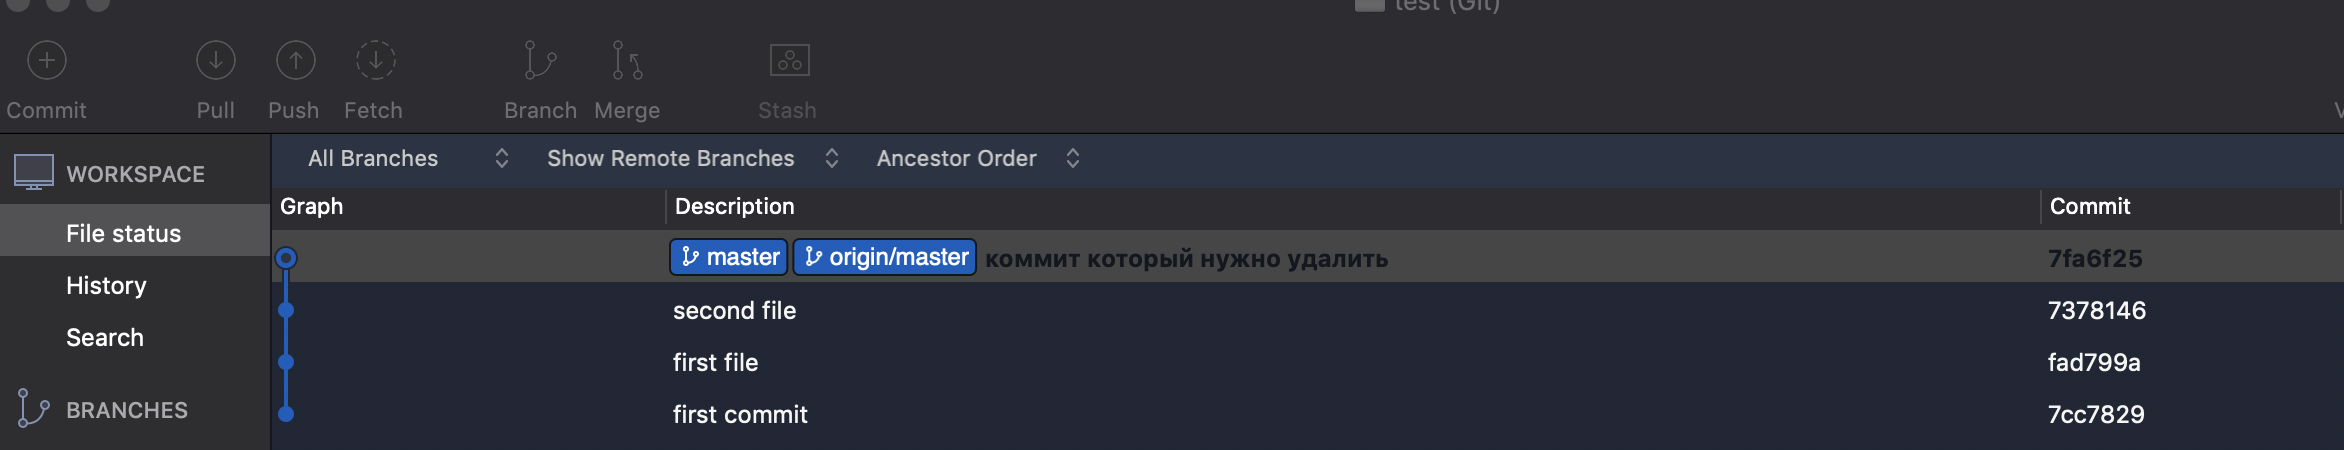 test (Git)
Commit Pull Push Fetch Branch Merge Stash
All Branches Show Remote Branches Ancestor Order
WORKSPACE
Graph Description Commit
File status
master origin/master коммит который нужно удалить 7fa6f25
History
second file 7378146
Search
first file fad799a
BRANCHES
first commit 7cc7829